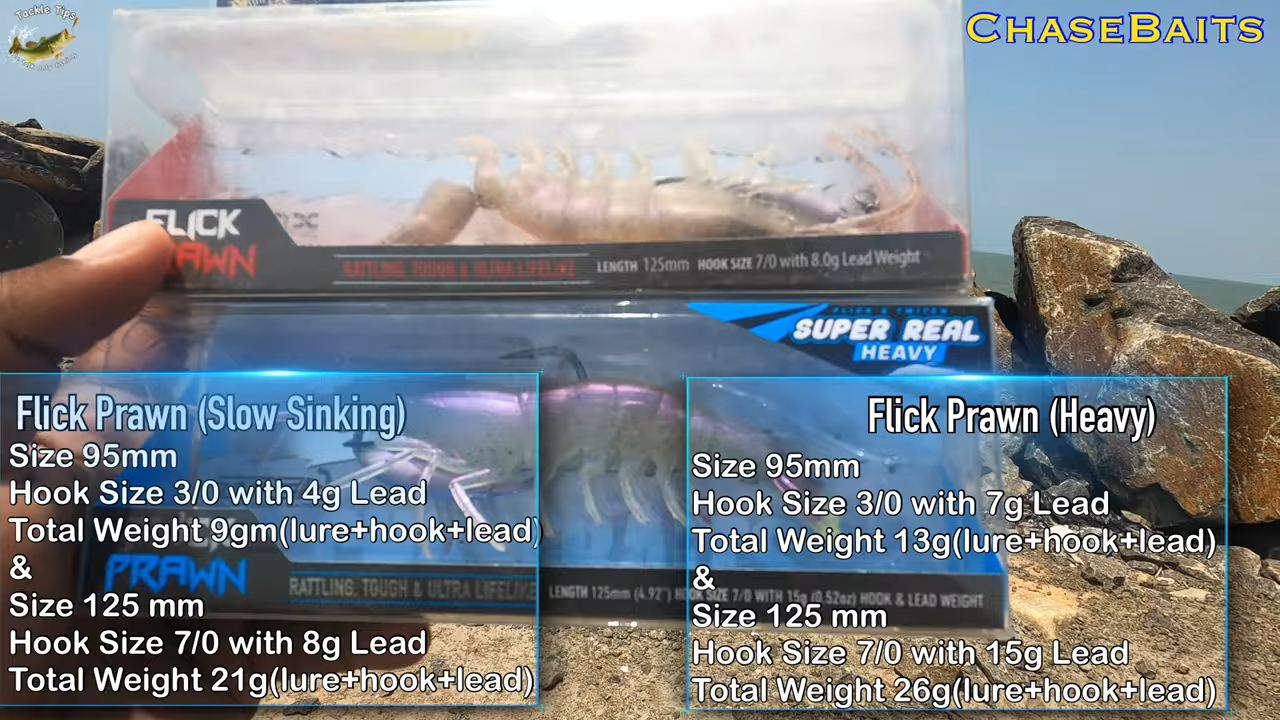 Tackle Tips
CHASEBAITS
FLICK
PRAWN
RATTLING, TOUGH & ULTRA LIFELIKE
LENGTH 125mm HOOK SIZE 7/0 with 8.0g Lead Weight
SUPER REAL
HEAVY
Flick Prawn (Slow Sinking)
Size 95mm
Hook Size 3/0 with 4g Lead
Total Weight 9gm(lure+hook+lead)
&
Size 125 mm
Hook Size 7/0 with 8g Lead
Total Weight 21g(lure+hook+lead)
Flick Prawn (Heavy)
Size 95mm
Hook Size 3/0 with 7g Lead
Total Weight 13g(lure+hook+lead)
&
Size 125 mm
Hook Size 7/0 with 15g Lead
Total Weight 26g(lure+hook+lead)
PRAWN
RATTLING, TOUGH & ULTRA LIFELIKE
LENGTH 125mm (4.92") HOOK SIZE 7/0 WITH 15g (0.52oz) HOOK & LEAD WEIGHT